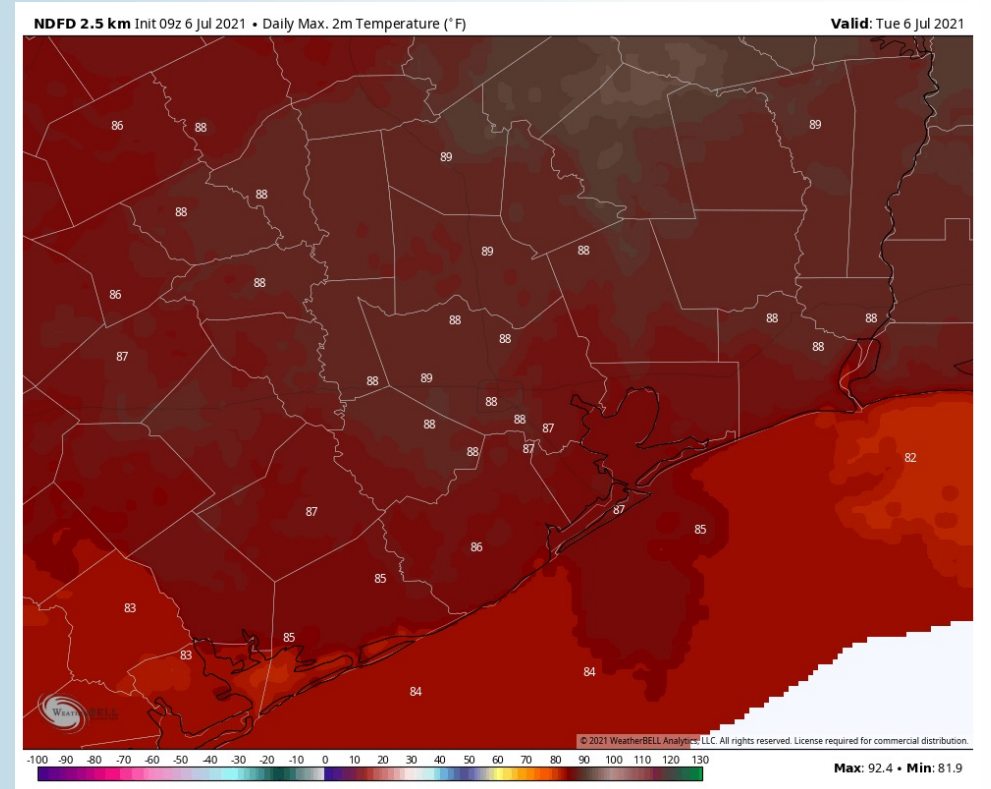 NDFD 2.5 km Init 09z 6 Jul 2021 • Daily Max. 2m Temperature (°F) Valid: Tue 6 Jul 2021
86 88 89
89
88 88
89 88
86 88
88 88 88
87 88 88
88 89
88
88 88 87
88 87
87 87
86 85
82
85
83
85
83
84 84
WEATHERBELL
© 2021 WeatherBELL Analytics, LLC. All rights reserved. License required for commercial distribution.
-100 -90 -80 -70 -60 -50 -40 -30 -20 -10 0 10 20 30 40 50 60 70 80 90 100 110 120 130
Max: 92.4 • Min: 81.9